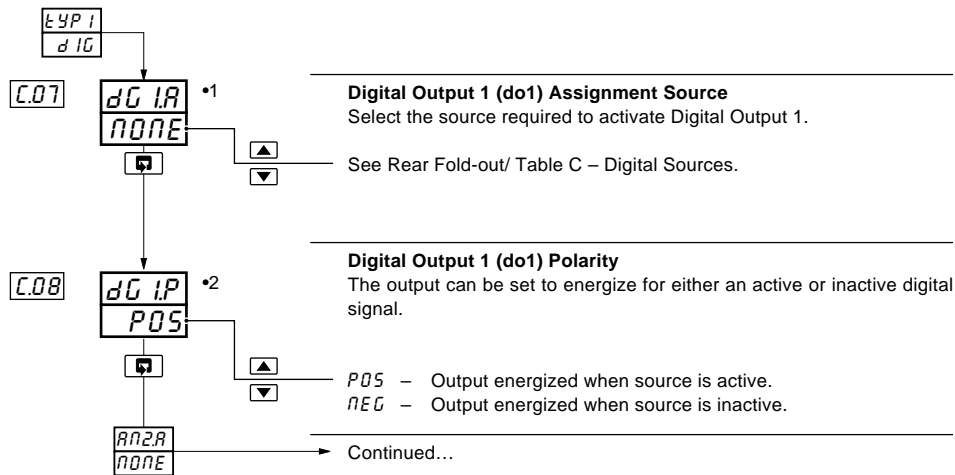 tYP1
dIG
C.07
dG1.A
•1
NONE
Digital Output 1 (do1) Assignment Source
Select the source required to activate Digital Output 1.
See Rear Fold-out/ Table C – Digital Sources.
C.08
dG1.P
•2
POS
Digital Output 1 (do1) Polarity
The output can be set to energize for either an active or inactive digital
signal.
POS – Output energized when source is active.
NEG – Output energized when source is inactive.
AN2.A
NONE
Continued…